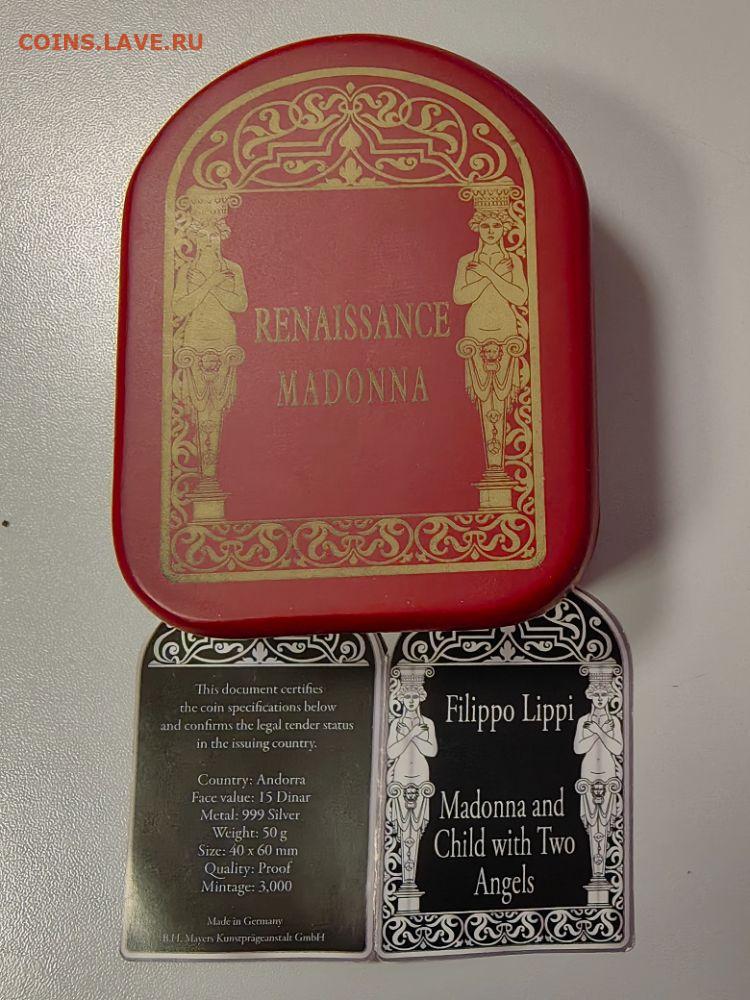 COINS.LAVE.RU
RENAISSANCE
MADONNA
This document certifies
the coin specifications below
and confirms the legal tender status
in the issuing country.
Country: Andorra
Face value: 15 Dinar
Metal: 999 Silver
Weight: 50 g
Size: 40 x 60 mm
Quality: Proof
Mintage: 3,000
Made in Germany
B.H. Mayers Kunstprägeanstalt GmbH
Filippo Lippi
Madonna and
Child with Two
Angels